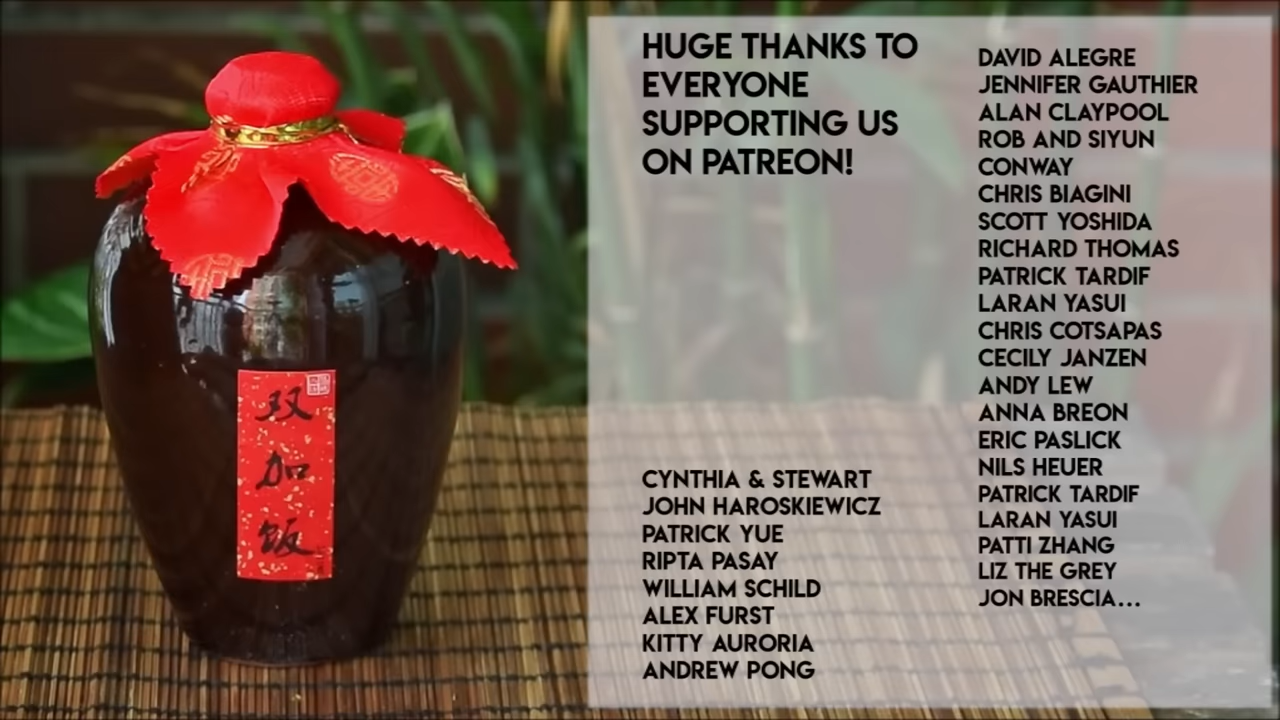 双
加
饭
HUGE THANKS TO
EVERYONE
SUPPORTING US
ON PATREON!
CYNTHIA & STEWART
JOHN HAROSKIEWICZ
PATRICK YUE
RIPTA PASAY
WILLIAM SCHILD
ALEX FURST
KITTY AURORIA
ANDREW PONG
DAVID ALEGRE
JENNIFER GAUTHIER
ALAN CLAYPOOL
ROB AND SIYUN
CONWAY
CHRIS BIAGINI
SCOTT YOSHIDA
RICHARD THOMAS
PATRICK TARDIF
LARAN YASUI
CHRIS COTSAPAS
CECILY JANZEN
ANDY LEW
ANNA BREON
ERIC PASLICK
NILS HEUER
PATRICK TARDIF
LARAN YASUI
PATTI ZHANG
LIZ THE GREY
JON BRESCIA...